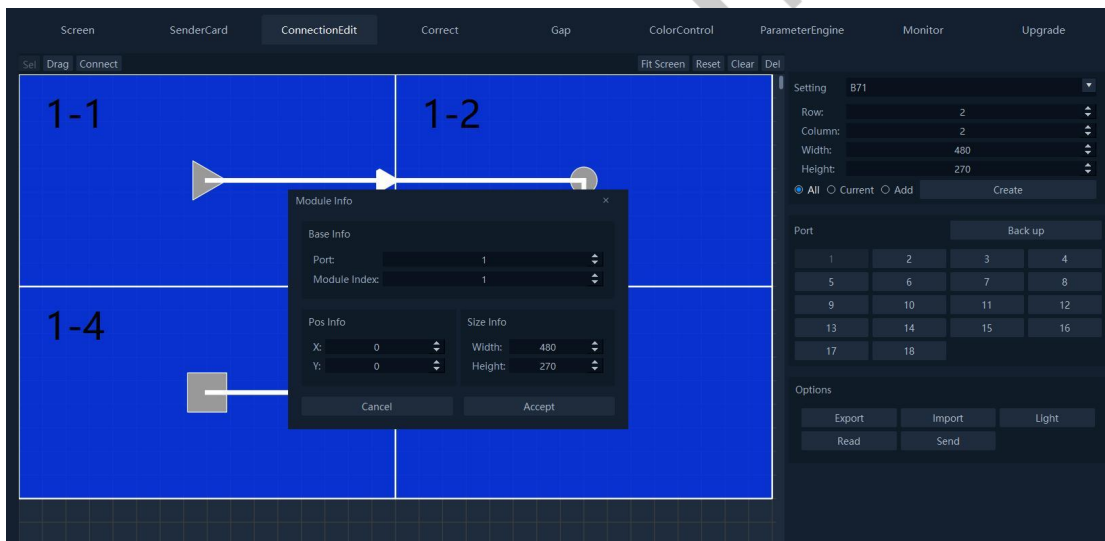 Screen SenderCard ConnectionEdit Correct Gap ColorControl ParameterEngine Monitor Upgrade
Sel Drag Connect Fit Screen Reset Clear Del
1-1
1-2
1-4
Module Info ×
Base Info
Port: 1
Module Index: 1
Pos Info
X: 0
Y: 0
Size Info
Width: 480
Height: 270
Cancel Accept
Setting B71
Row: 2
Column: 2
Width: 480
Height: 270
All Current Add Create
Port Back up
1 2 3 4
5 6 7 8
9 10 11 12
13 14 15 16
17 18
Options
Export Import Light
Read Send